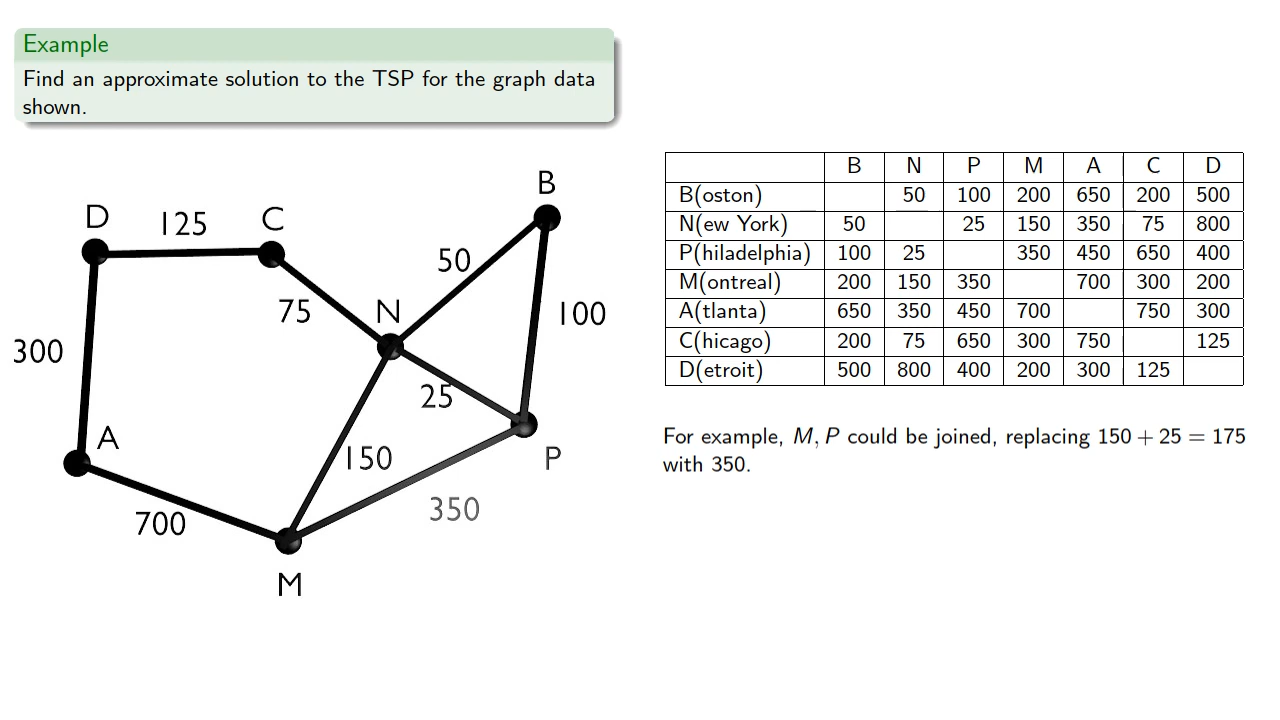 Example
Find an approximate solution to the TSP for the graph data
shown.
D
125
C
B
50
75
N
100
300
25
A
150
P
350
700
M
B N P M A C D
B(oston) 50 100 200 650 200 500
N(ew York) 50 25 150 350 75 800
P(hiladelphia) 100 25 350 450 650 400
M(ontreal) 200 150 350 700 300 200
A(tlanta) 650 350 450 700 750 300
C(hicago) 200 75 650 300 750 125
D(etroit) 500 800 400 200 300 125
For example, M, P could be joined, replacing 150 + 25 = 175
with 350.